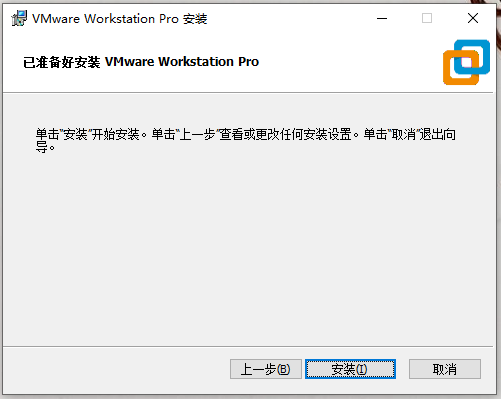 VMware Workstation Pro 安装
已准备好安装 VMware Workstation Pro
单击“安装”开始安装。单击“上一步”查看或更改任何安装设置。单击“取消”退出向
导。
上一步(B)
安装(I)
取消